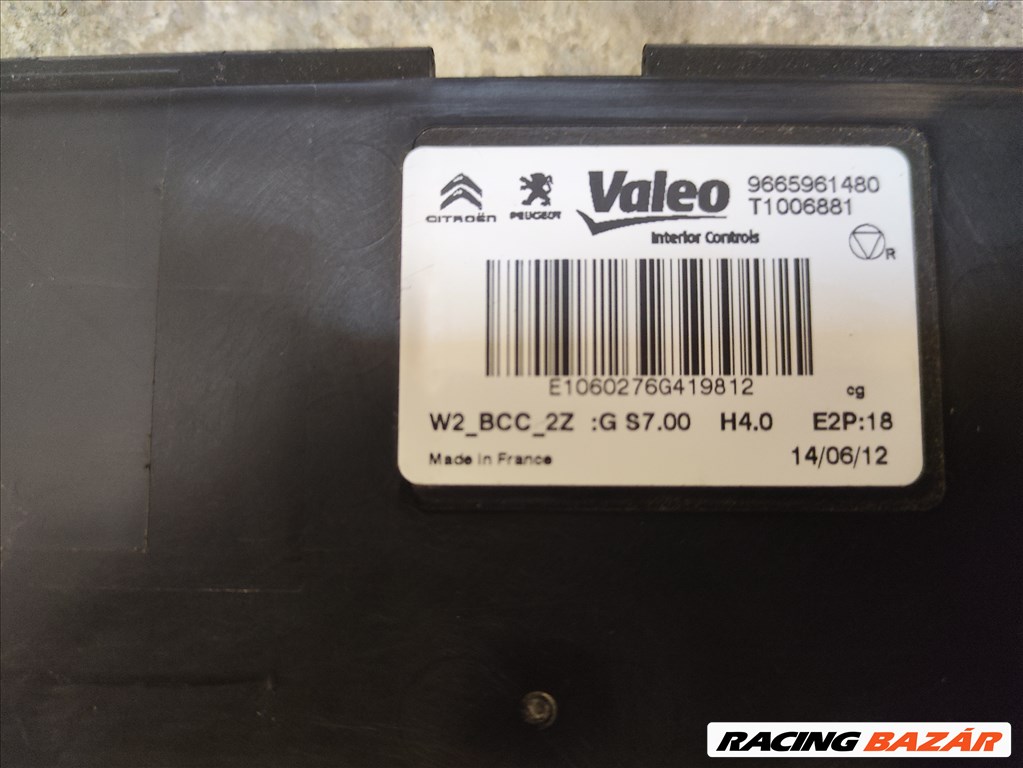 CITROËN PEUGEOT Valeo 9665961480
T1006881
Interior Controls
R
E1060276G419812
cg
W2_BCC_2Z :G S7.00 H4.0 E2P:18
Made in France 14/06/12
RACING BAZÁR